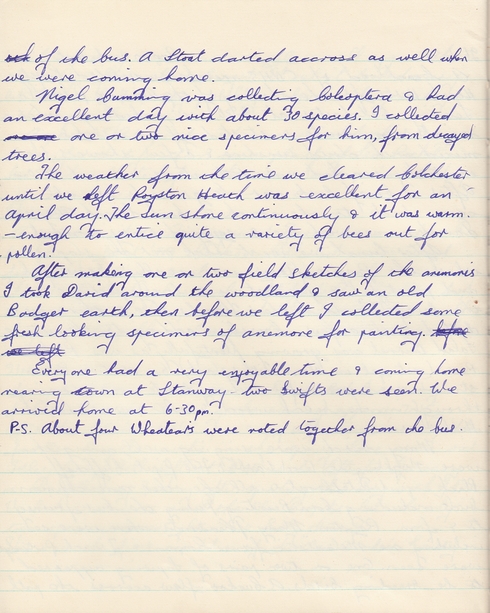 of the bus. A Stoat darted accross as well when
we were coming home.
Nigel Cumming was collecting Coleoptera & had
an excellent day with about 30 species. I collected
one or two nice specimens for him, from decayed
trees.
The weather from the time we cleared Colchester
until we left Royston Heath was excellent for an
April day. The Sun shone continuously & it was warm.
- enough to entice quite a variety of bees out for
pollen.
After making one or two field sketches of the anemonies
I took David around the woodland & saw an old
Badger earth, then before we left I collected some
fresh looking specimens of anemone for painting. before
we left
Everyone had a very enjoyable time & coming home
nearing town at Stanway two Swifts were seen. We
arrived home at 6-30pm.
P.S. About four Wheatears were noted together from the bus.